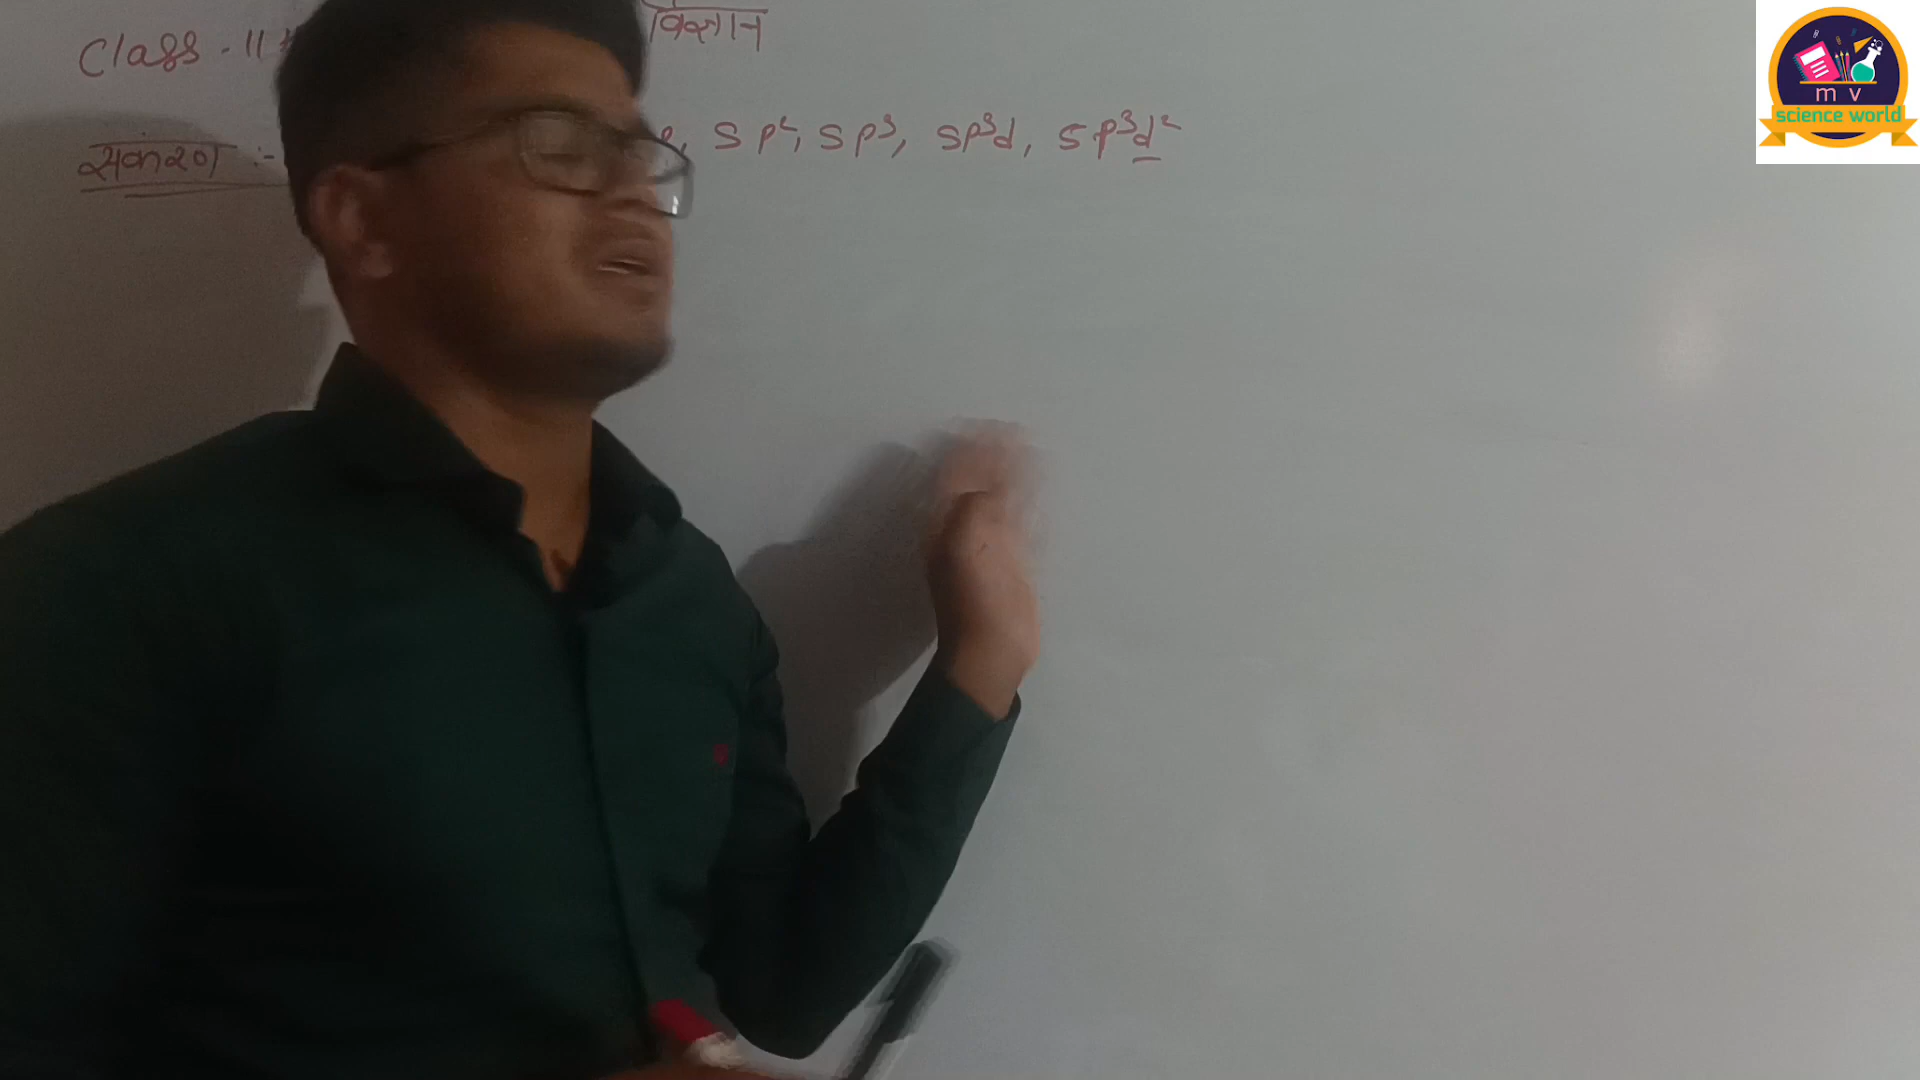 Class - 11 विज्ञान
संकरण :- p, sp², sp³, sp³d, sp³d²
m v
science world